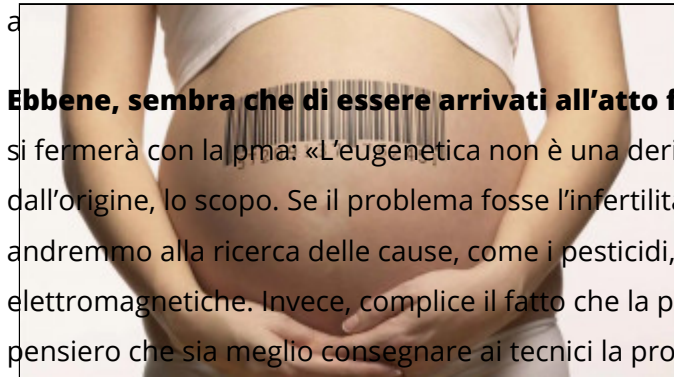 a
Ebbene, sembra che di essere arrivati all'atto f
si fermerà con la pma: «L'eugenetica non è una deri
dall'origine, lo scopo. Se il problema fosse l'infertilità
andremmo alla ricerca delle cause, come i pesticidi,
elettromagnetiche. Invece, complice il fatto che la p
pensiero che sia meglio consegnare ai tecnici la pro